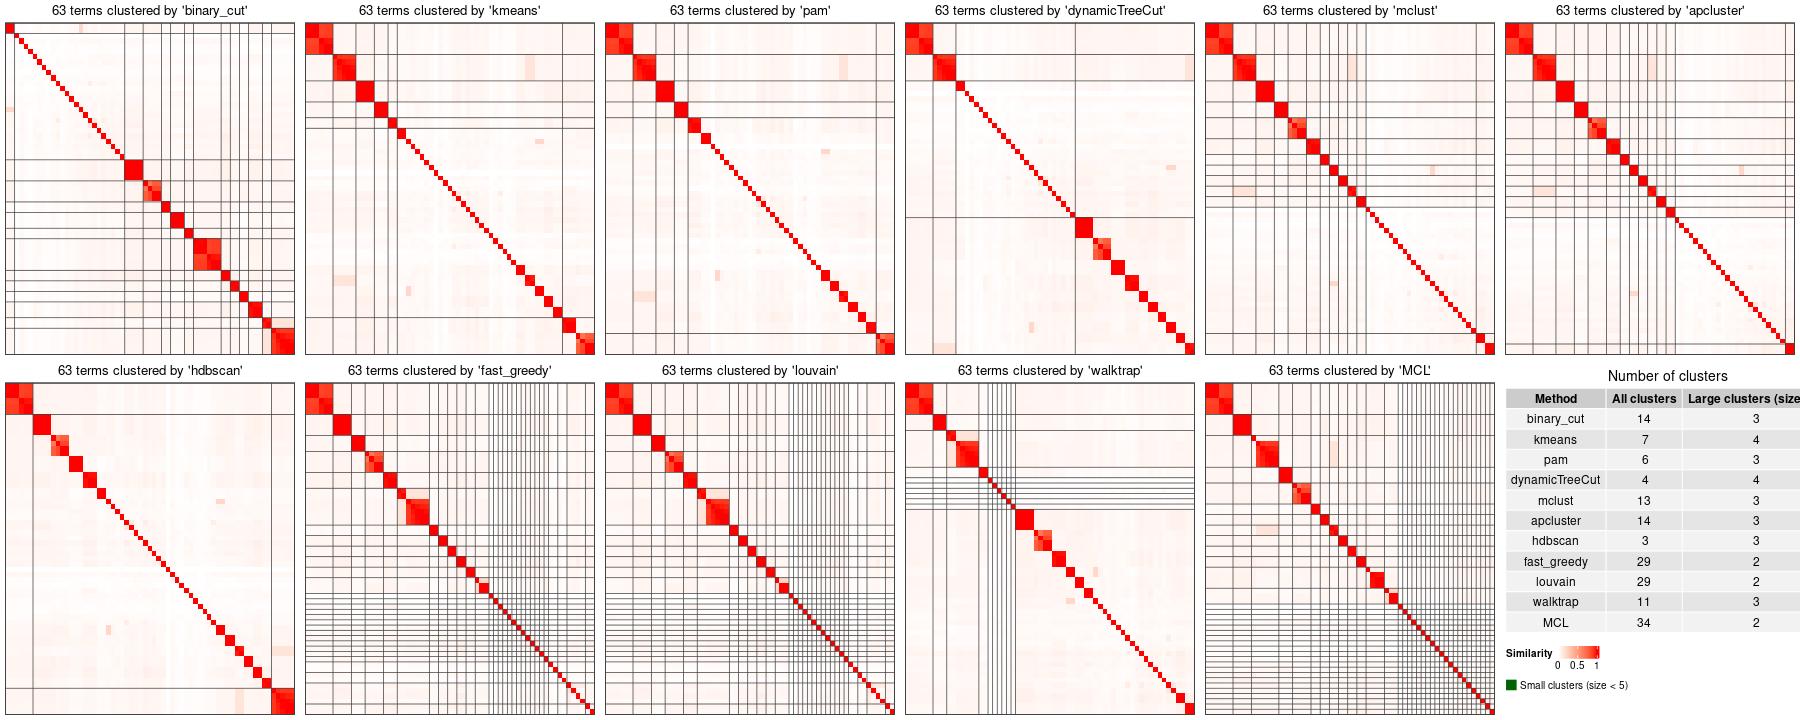 63 terms clustered by 'binary_cut'
63 terms clustered by 'kmeans'
63 terms clustered by 'pam'
63 terms clustered by 'dynamicTreeCut'
63 terms clustered by 'mclust'
63 terms clustered by 'apcluster'
63 terms clustered by 'hdbscan'
63 terms clustered by 'fast_greedy'
63 terms clustered by 'louvain'
63 terms clustered by 'walktrap'
63 terms clustered by 'MCL'
Number of clusters
Method All clusters Large clusters (size
binary_cut 14 3
kmeans 7 4
pam 6 3
dynamicTreeCut 4 4
mclust 13 3
apcluster 14 3
hdbscan 3 3
fast_greedy 29 2
louvain 29 2
walktrap 11 3
MCL 34 2
Similarity
0 0.5 1
Small clusters (size < 5)